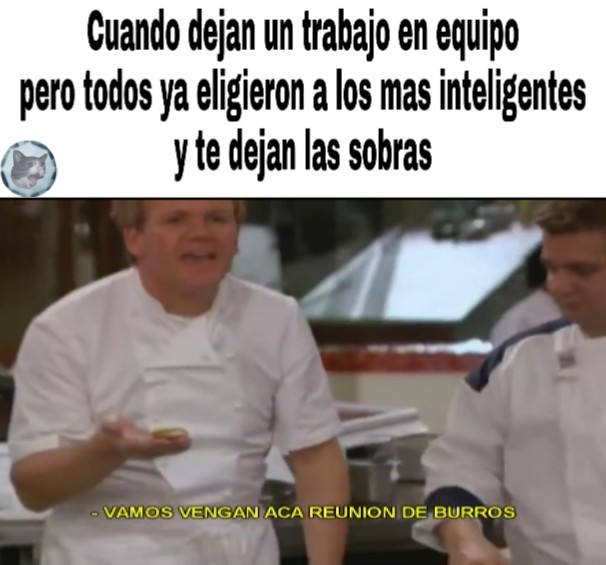 Cuando dejan un trabajo en equipo
pero todos ya eligieron a los mas inteligentes
y te dejan las sobras
- VAMOS VENGAN ACA REUNION DE BURROS